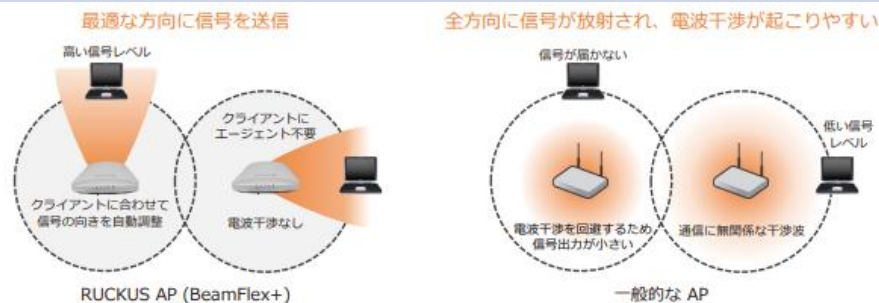 最適な方向に信号を送信
高い信号レベル
クライアントに
エージェント不要
クライアントに合わせて
信号の向きを自動調整
電波干渉なし
RUCKUS AP (BeamFlex+)
全方向に信号が放射され、電波干渉が起こりやすい
信号が届かない
低い信号
レベル
電波干渉を回避するため
信号出力が小さい
通信に無関係な干渉波
一般的な AP